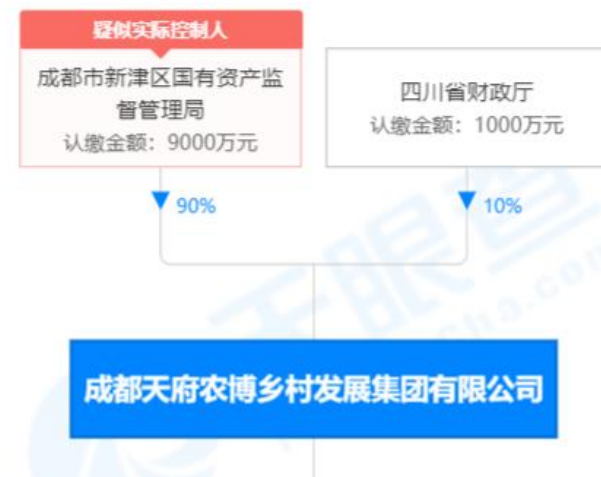 疑似实际控制人
成都市新津区国有资产监
督管理局
认缴金额：9000万元
四川省财政厅
认缴金额：1000万元
90%
10%
成都天府农博乡村发展集团有限公司
天眼查